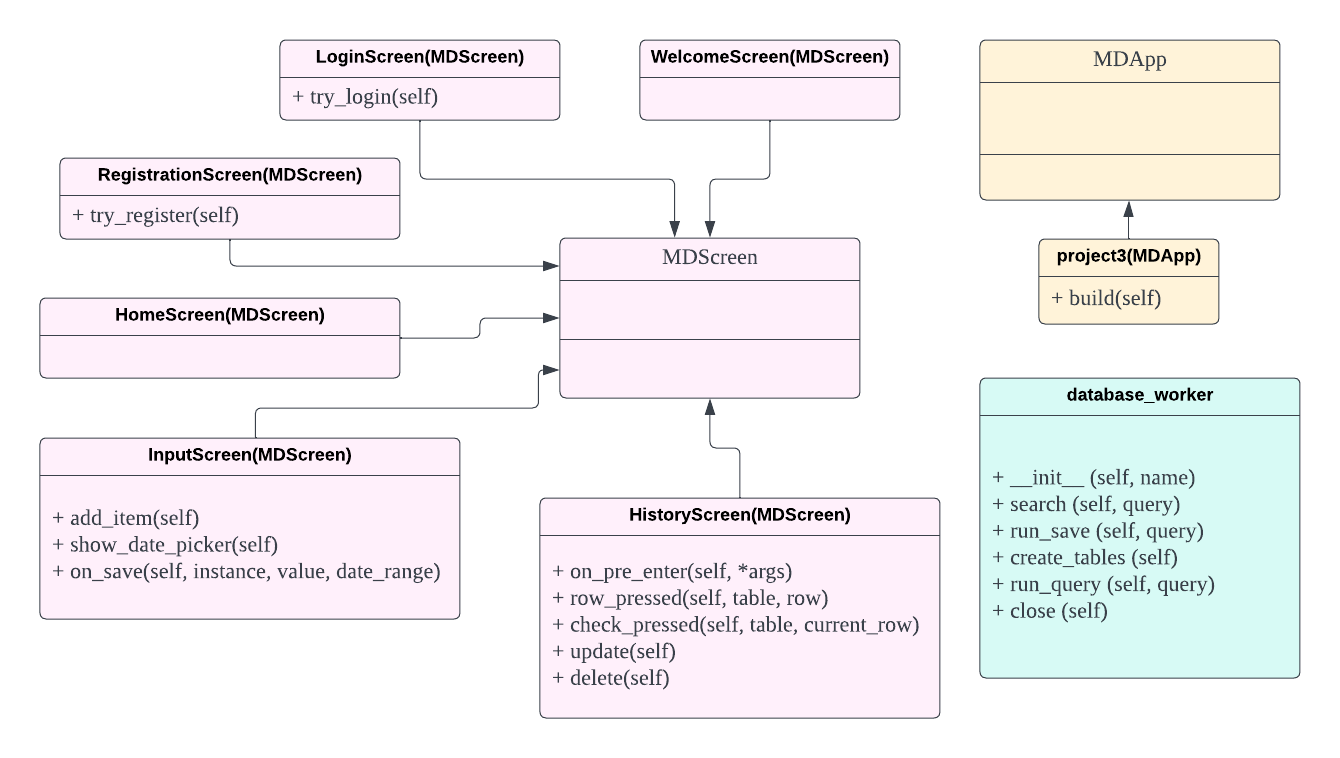 LoginScreen(MDScreen)
+ try_login(self)
WelcomeScreen(MDScreen)
MDApp
RegistrationScreen(MDScreen)
+ try_register(self)
MDScreen
project3(MDApp)
+ build(self)
HomeScreen(MDScreen)
database_worker
+ __init__ (self, name)
+ search (self, query)
+ run_save (self, query)
+ create_tables (self)
+ run_query (self, query)
+ close (self)
InputScreen(MDScreen)
+ add_item(self)
+ show_date_picker(self)
+ on_save(self, instance, value, date_range)
HistoryScreen(MDScreen)
+ on_pre_enter(self, *args)
+ row_pressed(self, table, row)
+ check_pressed(self, table, current_row)
+ update(self)
+ delete(self)